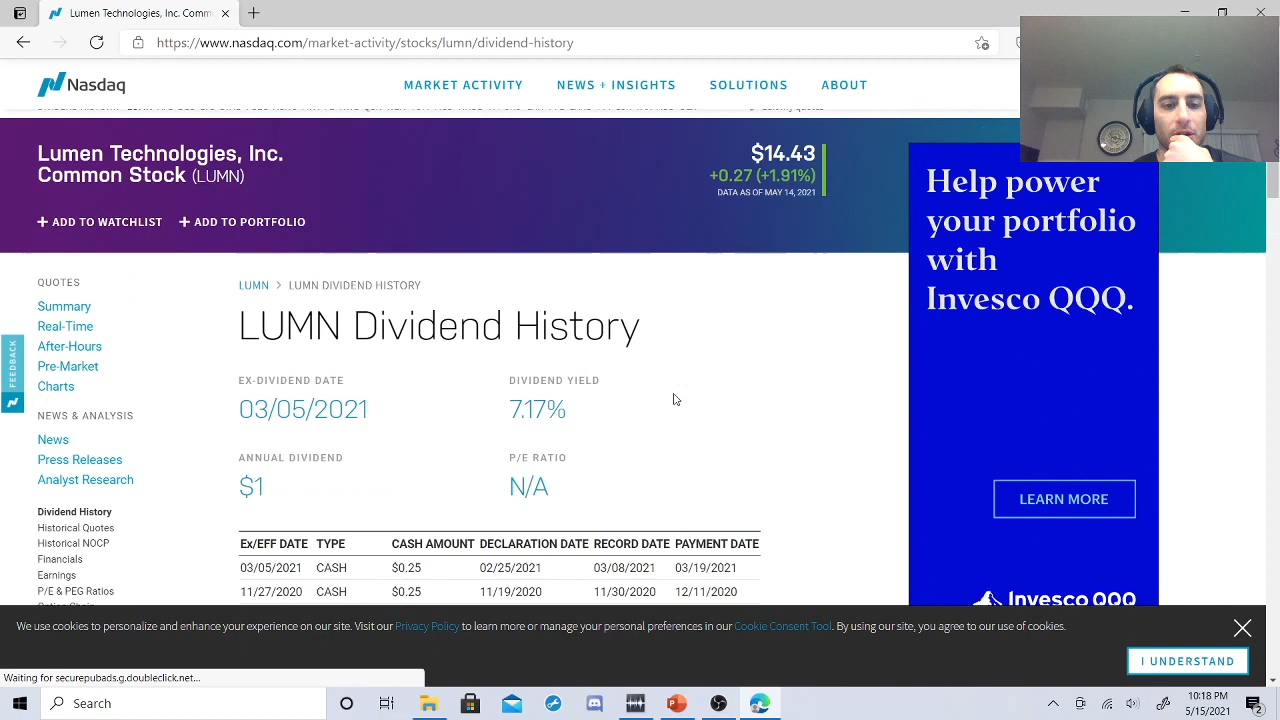 Lumen Technologies, Inc.
https://www.nasdaq.com/market-activity/stocks/lumn/dividend-history
Nasdaq
MARKET ACTIVITY
NEWS + INSIGHTS
SOLUTIONS
ABOUT
Lumen Technologies, Inc.
Common Stock (LUMN)
$14.43
+0.27 (+1.91%)
DATA AS OF MAY 14, 2021
+ ADD TO WATCHLIST
+ ADD TO PORTFOLIO
Help power
your portfolio
with
Invesco QQQ.
LEARN MORE
Invesco QQQ
FEEDBACK
QUOTES
Summary
Real-Time
After-Hours
Pre-Market
Charts
NEWS & ANALYSIS
News
Press Releases
Analyst Research
Dividend History
Historical Quotes
Historical NOCP
Financials
Earnings
P/E & PEG Ratios
LUMN > LUMN DIVIDEND HISTORY
LUMN Dividend History
EX-DIVIDEND DATE
03/05/2021
DIVIDEND YIELD
7.17%
ANNUAL DIVIDEND
$1
P/E RATIO
N/A
Ex/EFF DATE TYPE CASH AMOUNT DECLARATION DATE RECORD DATE PAYMENT DATE
03/05/2021 CASH $0.25 02/25/2021 03/08/2021 03/19/2021
11/27/2020 CASH $0.25 11/19/2020 11/30/2020 12/11/2020
We use cookies to personalize and enhance your experience on our site. Visit our Privacy Policy to learn more or manage your personal preferences in our Cookie Consent Tool. By using our site, you agree to our use of cookies.
I UNDERSTAND
Waiting for securepubads.g.doubleclick.net...
Search
10:18 PM
5/15/2021
2